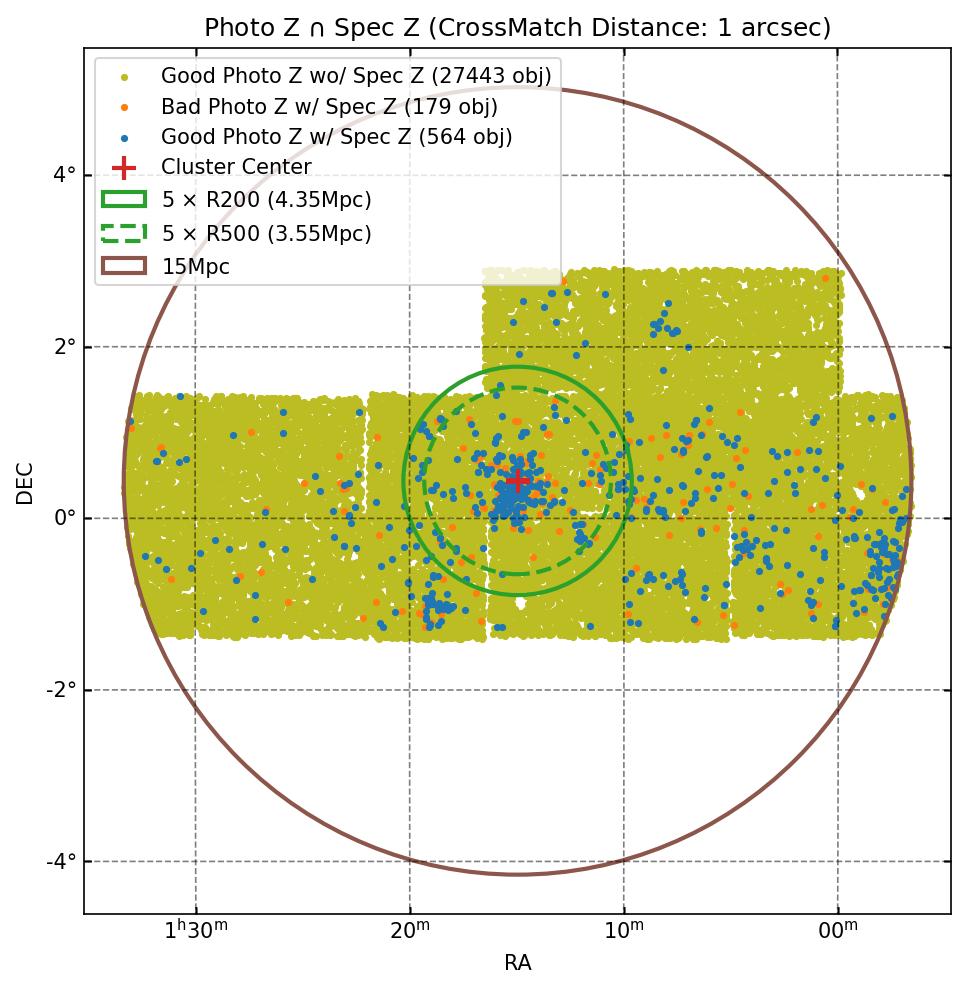 Photo Z ∩ Spec Z (CrossMatch Distance: 1 arcsec)
Good Photo Z wo/ Spec Z (27443 obj)
Bad Photo Z w/ Spec Z (179 obj)
Good Photo Z w/ Spec Z (564 obj)
Cluster Center
5 × R200 (4.35Mpc)
5 × R500 (3.55Mpc)
15Mpc
4°
2°
0°
-2°
-4°
DEC
1ʰ30ᵐ 20ᵐ 10ᵐ 00ᵐ
RA